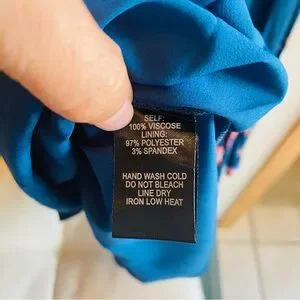 SELF:
100% VISCOSE
LINING:
97% POLYESTER
3% SPANDEX
HAND WASH COLD
DO NOT BLEACH
LINE DRY
IRON LOW HEAT